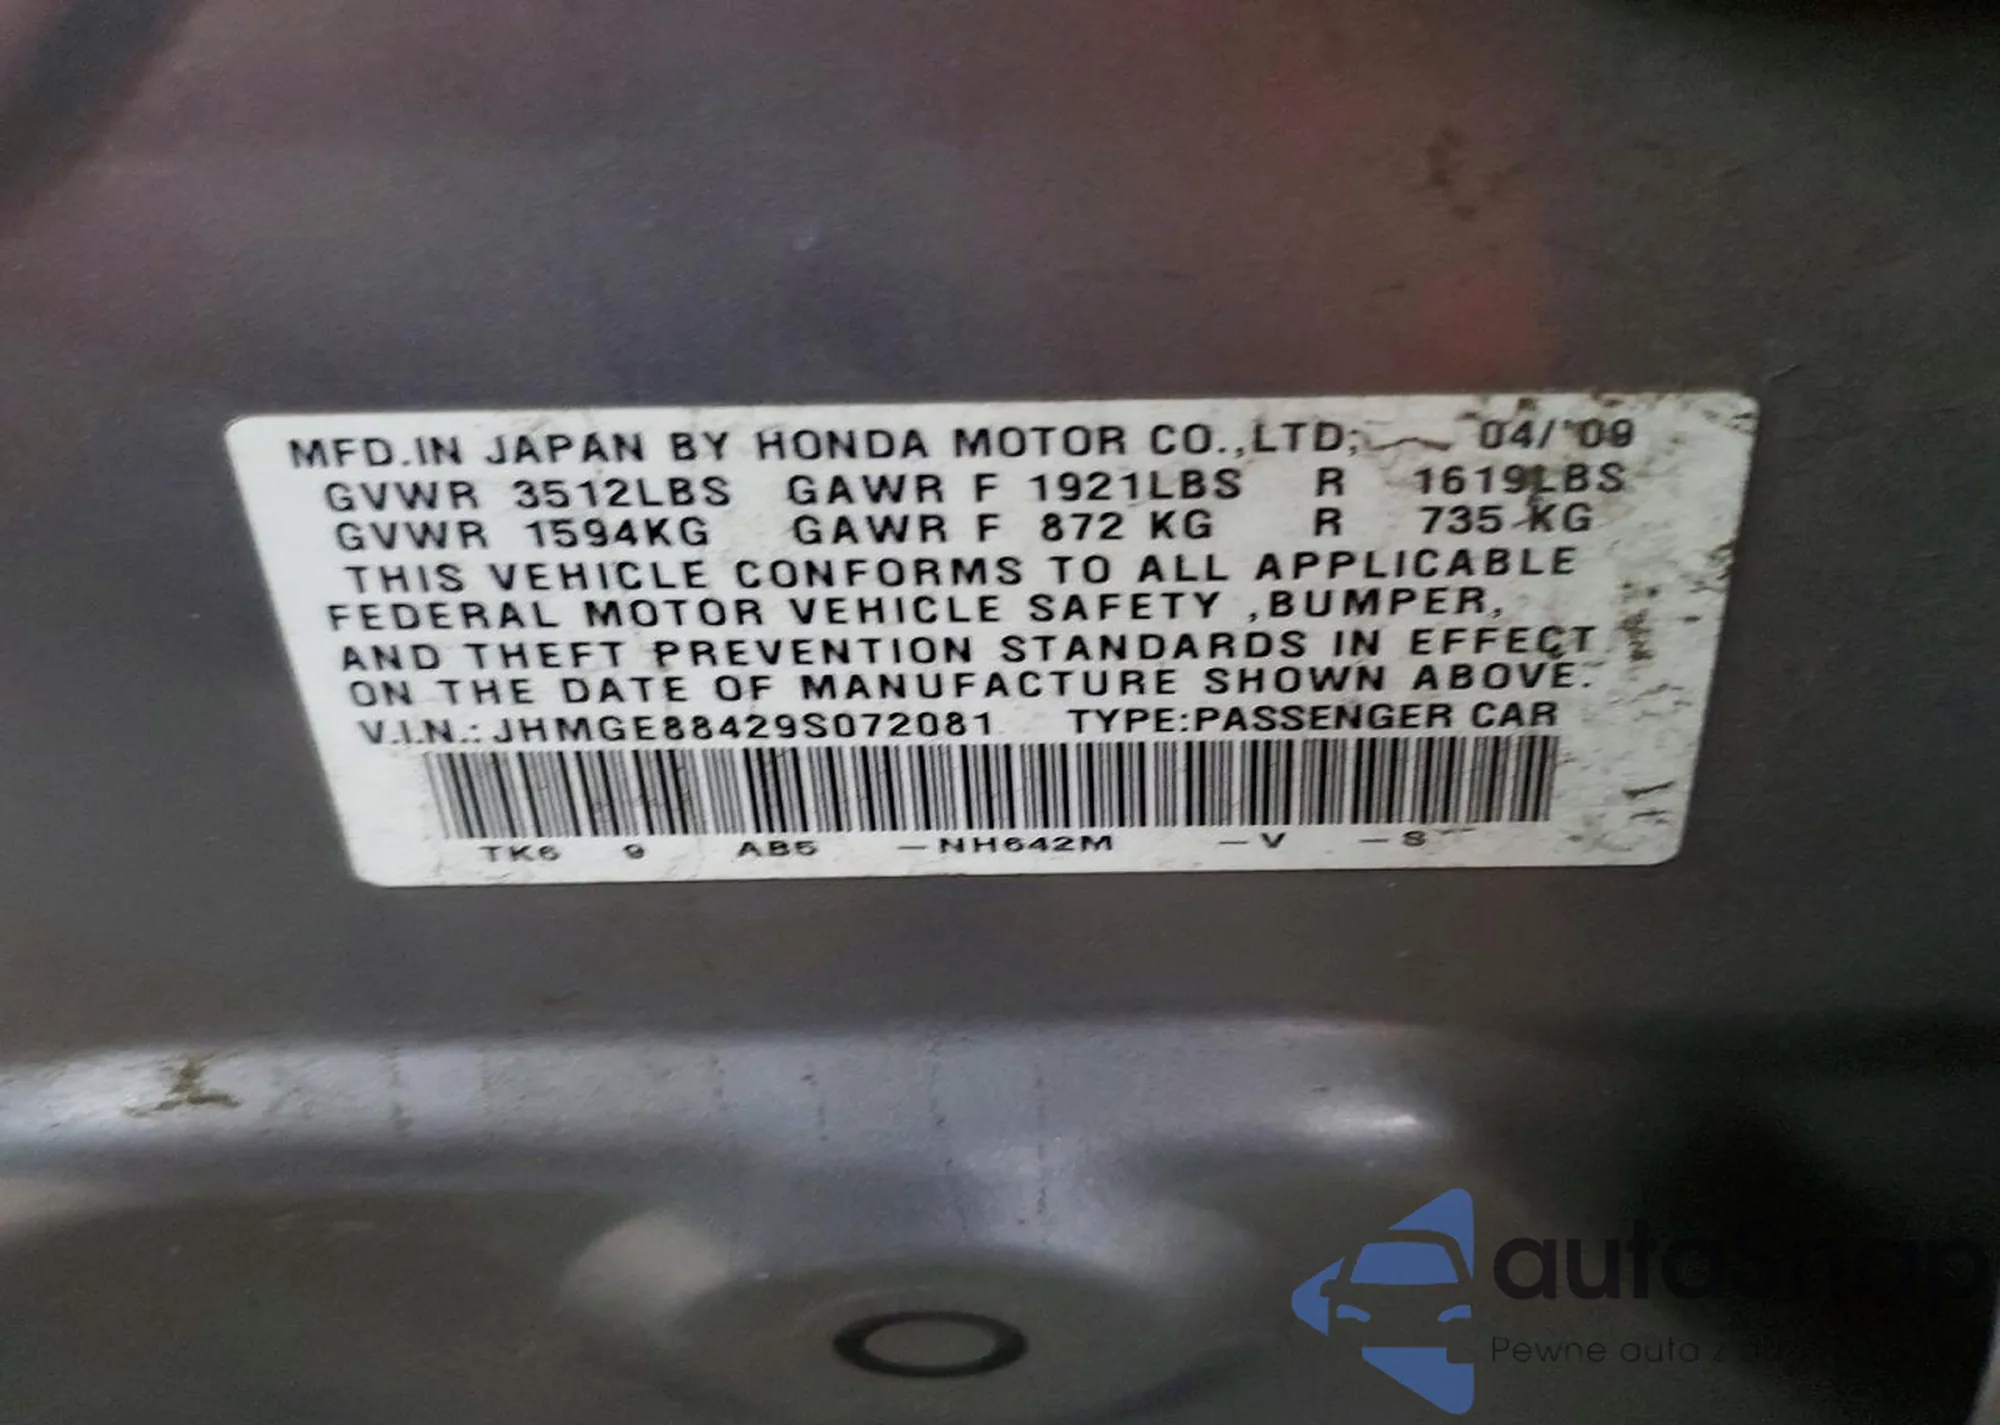 MFD.IN JAPAN BY HONDA MOTOR CO.,LTD; 04/'09
GVWR 3512LBS GAWR F 1921LBS R 1619LBS
GVWR 1594KG GAWR F 872 KG R 735 KG
THIS VEHICLE CONFORMS TO ALL APPLICABLE
FEDERAL MOTOR VEHICLE SAFETY ,BUMPER,
AND THEFT PREVENTION STANDARDS IN EFFECT
ON THE DATE OF MANUFACTURE SHOWN ABOVE.
V.I.N.: JHMGE88429S072081 TYPE:PASSENGER CAR
TK6 9 AB5 -NH642M -V -S
autosnap
Pewne auta z